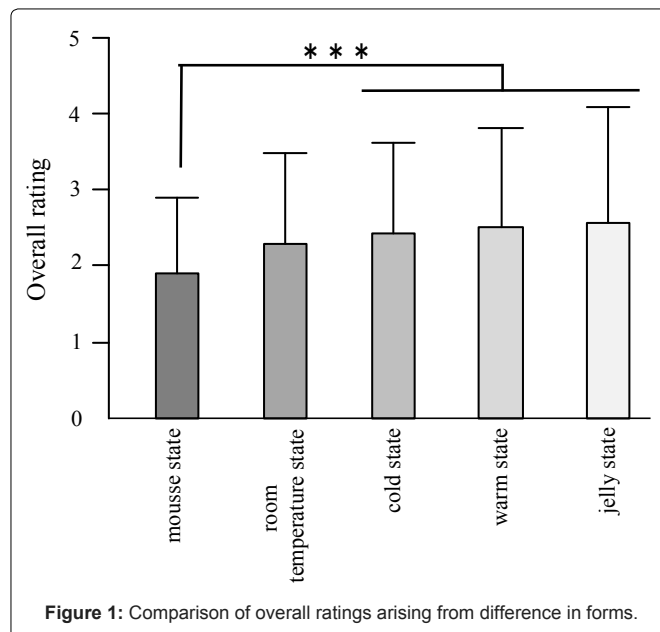 5
* * *
4
3
2
1
0
Overall rating
mousse state
room
temperature state
cold state
warm state
jelly state
Figure 1: Comparison of overall ratings arising from difference in forms.